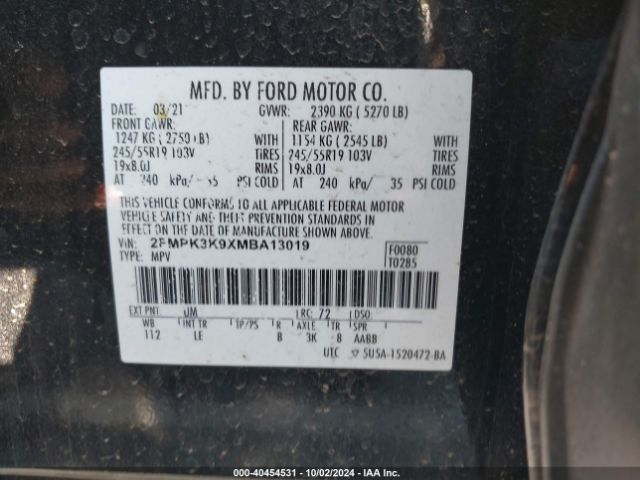 MFD. BY FORD MOTOR CO.
DATE: 03/21 GVWR: 2390 KG ( 5270 LB)
FRONT GAWR: REAR GAWR:
1247 KG ( 2750 LB) WITH 1154 KG ( 2545 LB) WITH
245/55R19 103V TIRES 245/55R19 103V TIRES
19x8.0J RIMS 19x8.0J RIMS
AT 240 kPa/ 35 PSI COLD AT 240 kPa/ 35 PSI COLD
THIS VEHICLE CONFORMS TO ALL APPLICABLE FEDERAL MOTOR
VEHICLE SAFETY AND THEFT PREVENTION STANDARDS IN
EFFECT ON THE DATE OF MANUFACTURE SHOWN ABOVE.
VIN: 2FMPK3K9XMBA13019 F0080
TYPE: MPV T0285
EXT PNT: UM RC: 72 DSO:
WB INT TR TP/PS R AXLE TR SPR
112 LE 8 3K 8 AABB
UTC 5U5A-1520472-BA
000-40454531 - 10/02/2024 - IAA Inc.